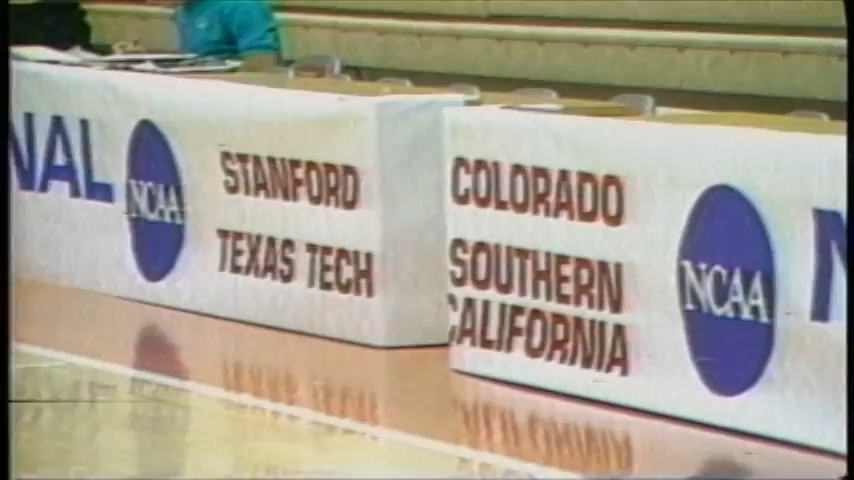 NAL
NCAA
STANFORD
TEXAS TECH
COLORADO
SOUTHERN
CALIFORNIA
NCAA
N